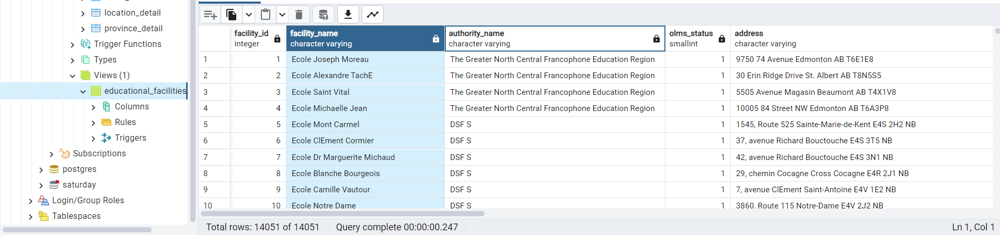 location_detail
province_detail
Trigger Functions
Types
Views (1)
educational_facilities
Columns
Rules
Triggers
Subscriptions
postgres
saturday
Login/Group Roles
Tablespaces
facility_id integer facility_name character varying authority_name character varying olms_status smallint address character varying
1 1 Ecole Joseph Moreau The Greater North Central Francophone Education Region 1 9750 74 Avenue Edmonton AB T6E1E8
2 2 Ecole Alexandre TachE The Greater North Central Francophone Education Region 1 30 Erin Ridge Drive St. Albert AB T8N5S5
3 3 Ecole Saint Vital The Greater North Central Francophone Education Region 1 5505 Avenue Magasin Beaumont AB T4X1V8
4 4 Ecole Michaelle Jean The Greater North Central Francophone Education Region 1 10005 84 Street NW Edmonton AB T6A3P8
5 5 Ecole Mont Carmel DSF S 1 1545, Route 525 Sainte-Marie-de-Kent E4S 2H2 NB
6 6 Ecole ClEment Cormier DSF S 1 37, avenue Richard Bouctouche E4S 3T5 NB
7 7 Ecole Dr Marguerite Michaud DSF S 1 42, avenue Richard Bouctouche E4S 3N1 NB
8 8 Ecole Blanche Bourgeois DSF S 1 29, chemin Cocagne Cross Cocagne E4R 2J1 NB
9 9 Ecole Camille Vautour DSF S 1 7, avenue ClEment Saint-Antoine E4V 1E2 NB
10 10 Ecole Notre Dame DSF S 1 3860, Route 115 Notre-Dame E4V 2J2 NB
Total rows: 14051 of 14051 Query complete 00:00:00.247 Ln 1, Col 1